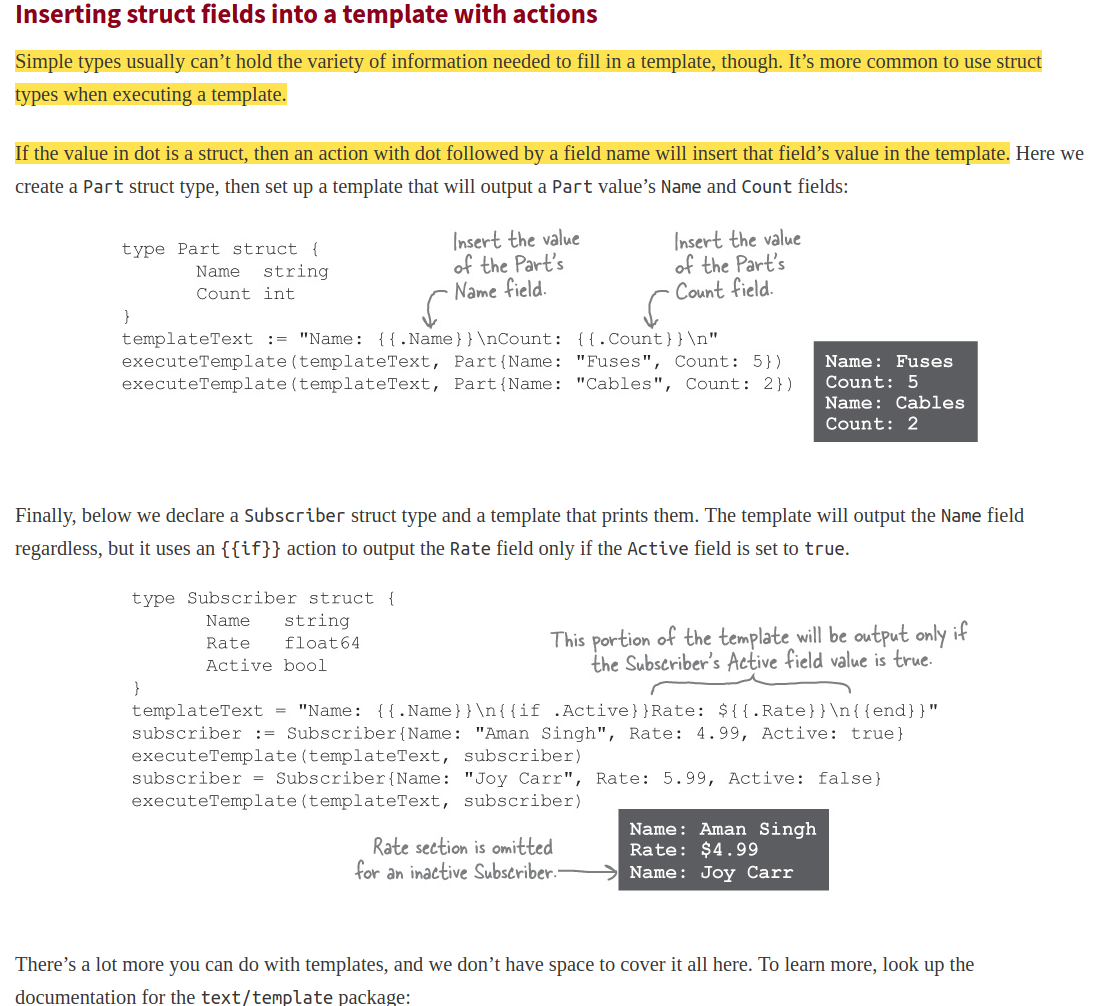 Inserting struct fields into a template with actions
Simple types usually can’t hold the variety of information needed to fill in a template, though. It’s more common to use struct
types when executing a template.
If the value in dot is a struct, then an action with dot followed by a field name will insert that field’s value in the template. Here we
create a Part struct type, then set up a template that will output a Part value’s Name and Count fields:
type Part struct {
Name string
Count int
}
Insert the value
of the Part's
Name field.
Insert the value
of the Part's
Count field.
templateText := "Name: {{.Name}}\nCount: {{.Count}}\n"
executeTemplate(templateText, Part{Name: "Fuses", Count: 5})
executeTemplate(templateText, Part{Name: "Cables", Count: 2})
Name: Fuses
Count: 5
Name: Cables
Count: 2
Finally, below we declare a Subscriber struct type and a template that prints them. The template will output the Name field
regardless, but it uses an {{if}} action to output the Rate field only if the Active field is set to true.
type Subscriber struct {
Name string
Rate float64
Active bool
}
This portion of the template will be output only if
the Subscriber's Active field value is true.
templateText = "Name: {{.Name}}\n{{if .Active}}Rate: ${{.Rate}}\n{{end}}"
subscriber := Subscriber{Name: "Aman Singh", Rate: 4.99, Active: true}
executeTemplate(templateText, subscriber)
subscriber = Subscriber{Name: "Joy Carr", Rate: 5.99, Active: false}
executeTemplate(templateText, subscriber)
Rate section is omitted
for an inactive Subscriber.
Name: Aman Singh
Rate: $4.99
Name: Joy Carr
There’s a lot more you can do with templates, and we don’t have space to cover it all here. To learn more, look up the
documentation for the text/template package: